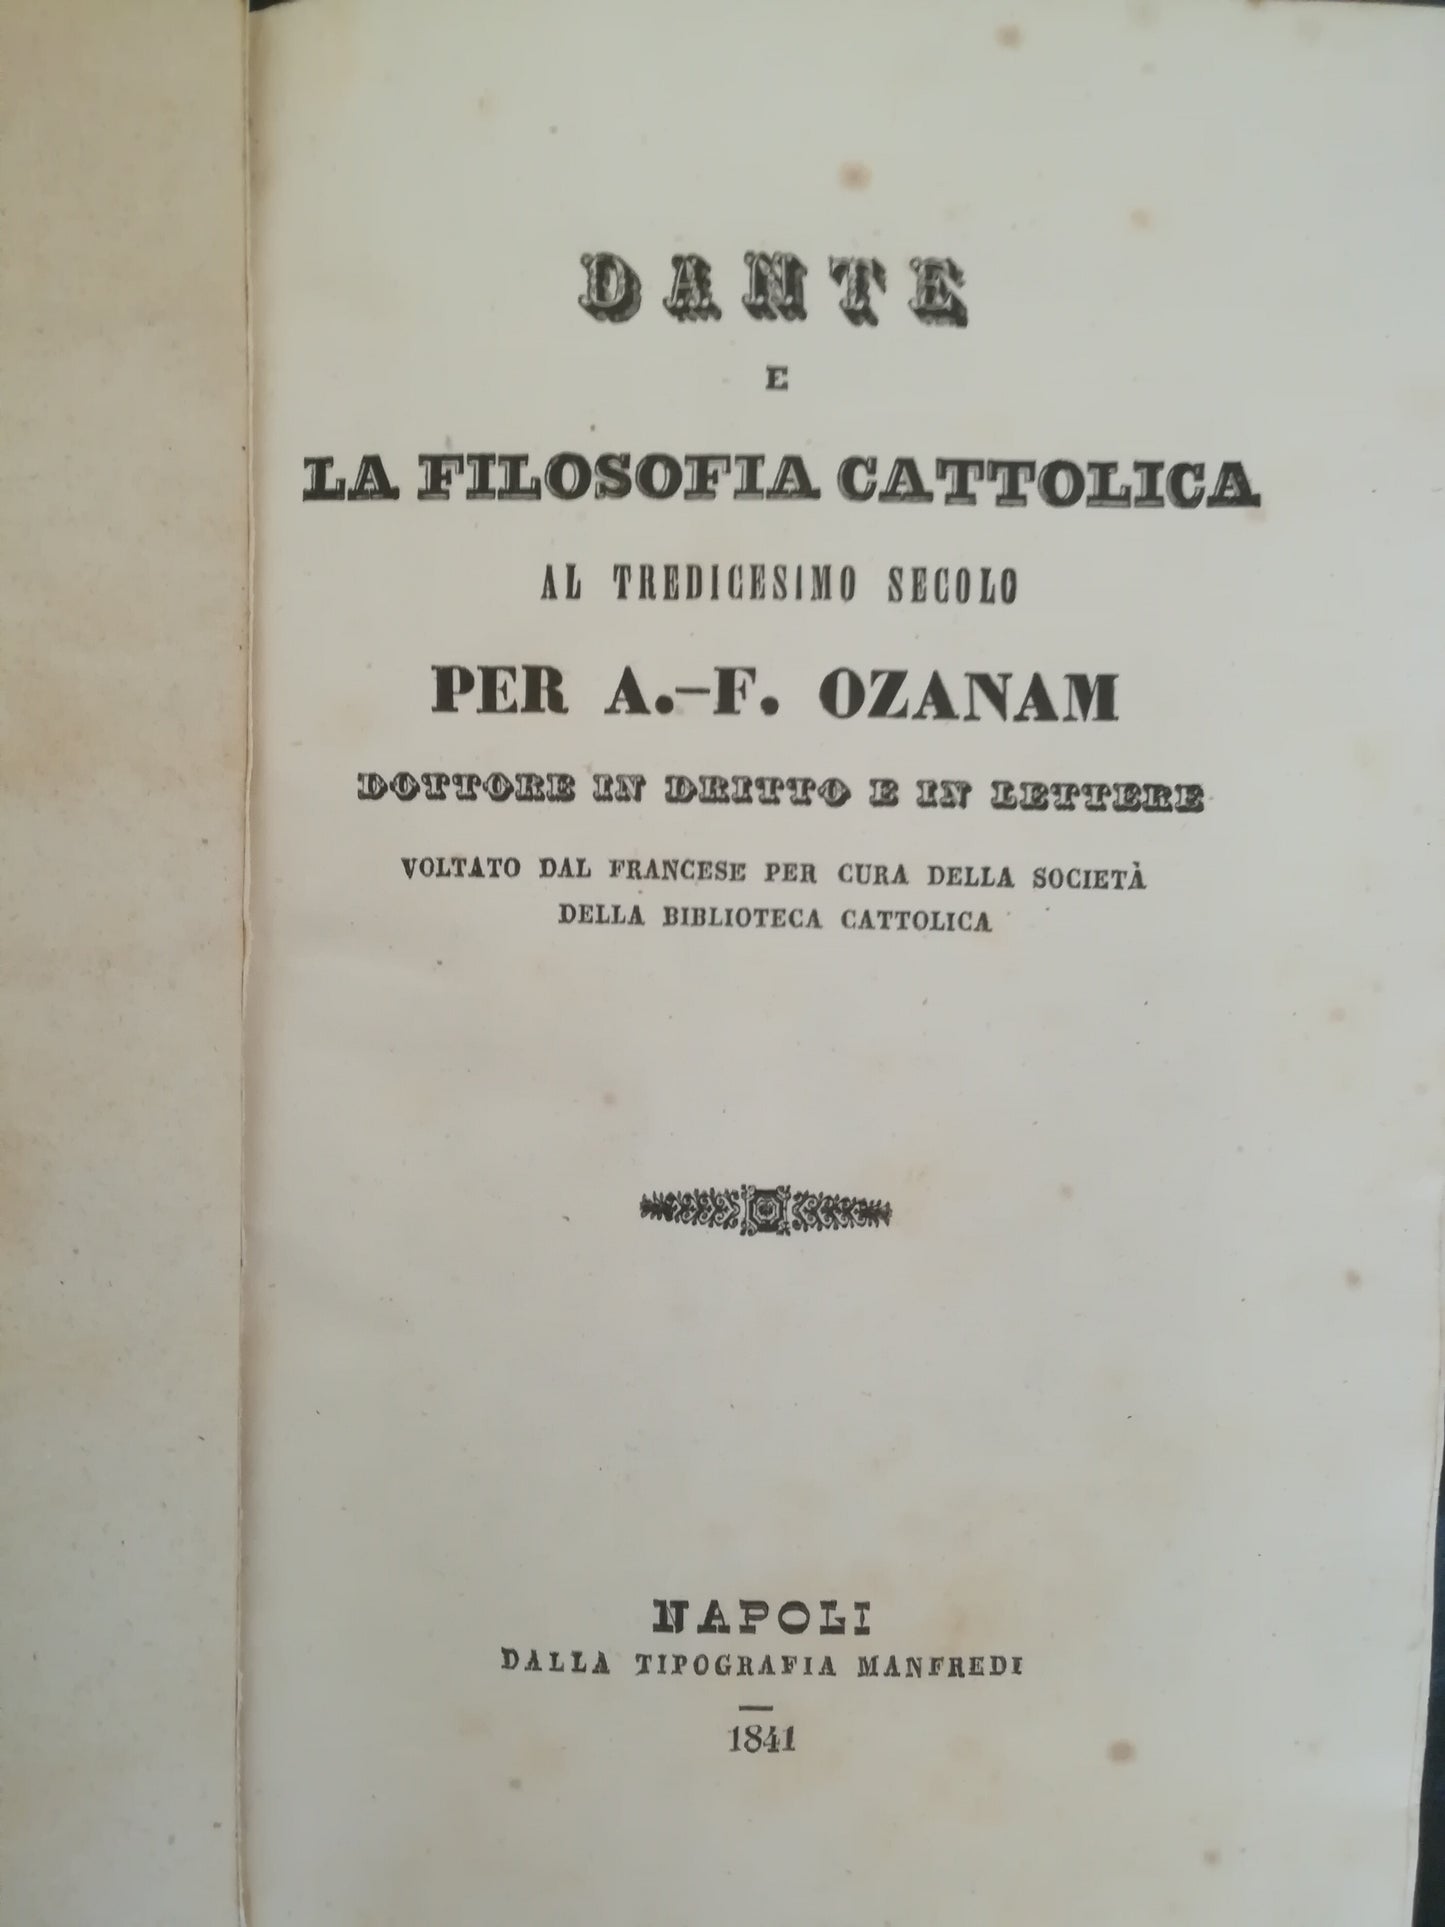 DANTE
E
LA FILOSOFIA CATTOLICA
AL TREDICESIMO SECOLO
PER A.-F. OZANAM
DOTTORE IN DRITTO E IN LETTERE
VOLTATO DAL FRANCESE PER CURA DELLA SOCIETÀ
DELLA BIBLIOTECA CATTOLICA
NAPOLI
DALLA TIPOGRAFIA MANFREDI
1841